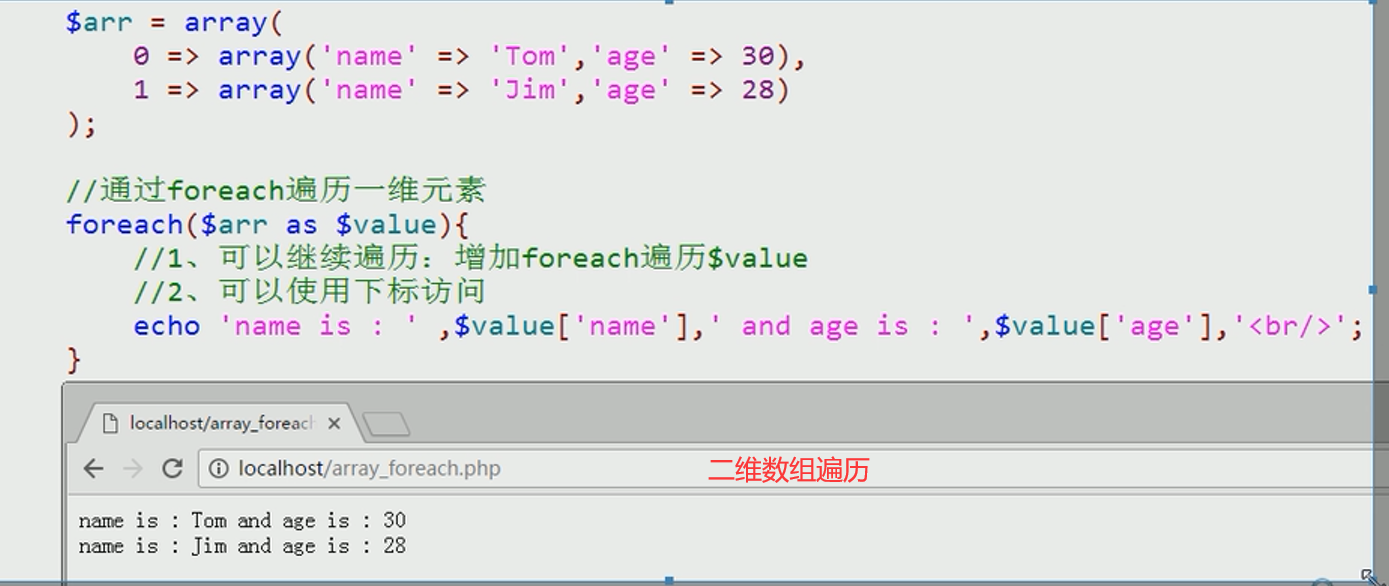 $arr = array(
    0 => array('name' => 'Tom','age' => 30),
    1 => array('name' => 'Jim','age' => 28)
);
//通过foreach遍历一维元素
foreach($arr as $value){
    //1、可以继续遍历：增加foreach遍历$value
    //2、可以使用下标访问
    echo 'name is : ' ,$value['name'],' and age is : ',$value['age'],'<br/>';
}
localhost/array_foreach
localhost/array_foreach.php
二维数组遍历
name is : Tom and age is : 30
name is : Jim and age is : 28